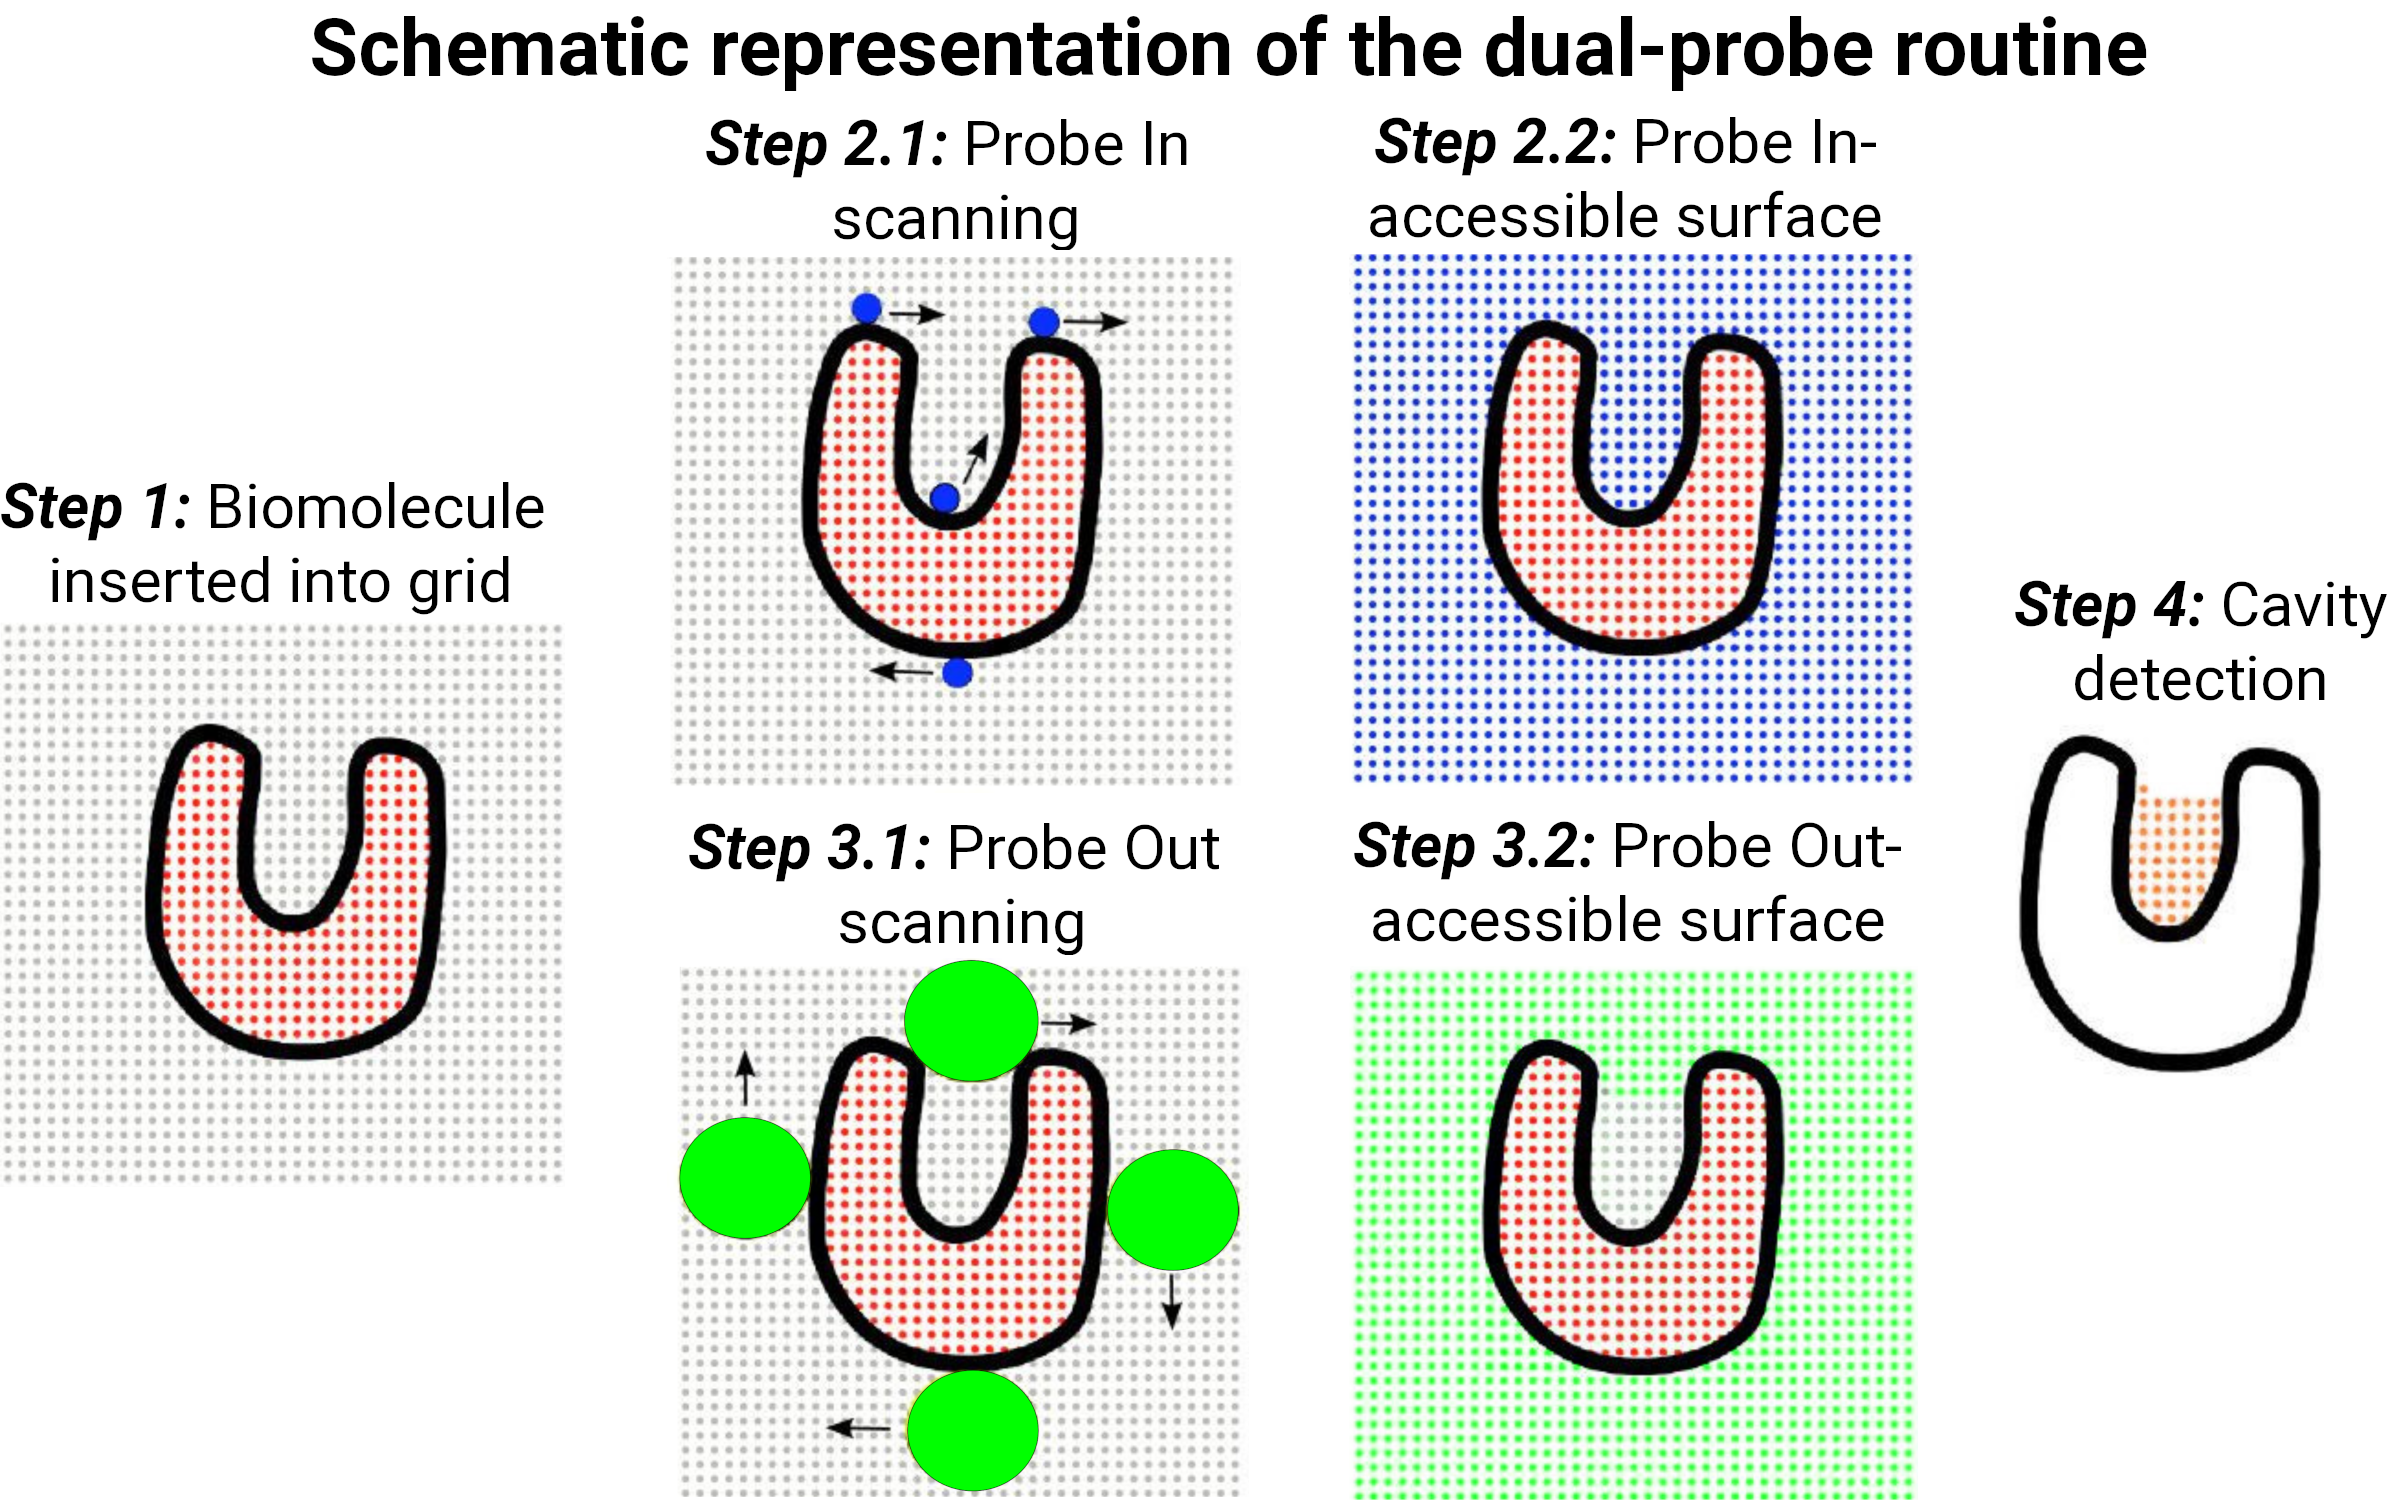 Schematic representation of the dual-probe routine
Step 1: Biomolecule
inserted into grid
Step 2.1: Probe In
scanning
Step 2.2: Probe In-
accessible surface
Step 3.1: Probe Out
scanning
Step 3.2: Probe Out-
accessible surface
Step 4: Cavity
detection